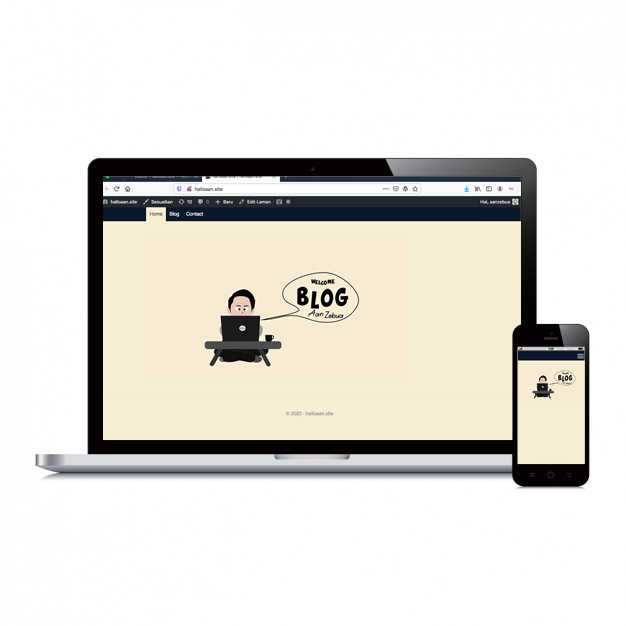 halloaan.site
halloaan.site Sesuaikan 10 0 Baru Edit Laman Hai, aanzebua
Home Blog Contact
WELCOME
BLOG
Aan Zebua
© 2020 - halloaan.site
BLOG